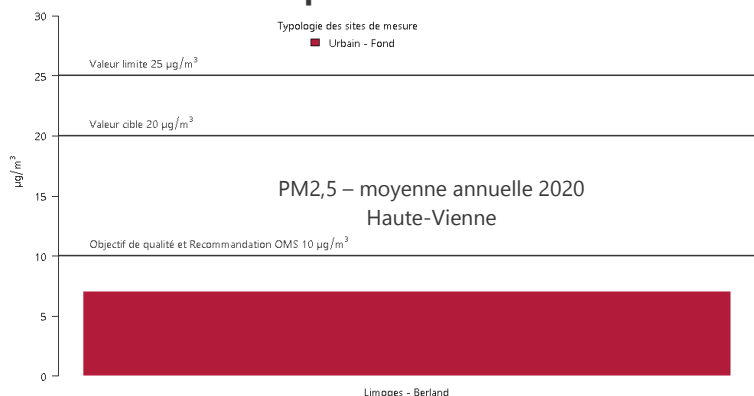 30
Typologie des sites de mesure
Urbain - Fond
Valeur limite 25 µg/m³
25
Valeur cible 20 µg/m³
20
µg/m³
PM2,5 – moyenne annuelle 2020
15
Haute-Vienne
Objectif de qualité et Recommandation OMS 10 µg/m³
10
5
0
Limoges - Berland